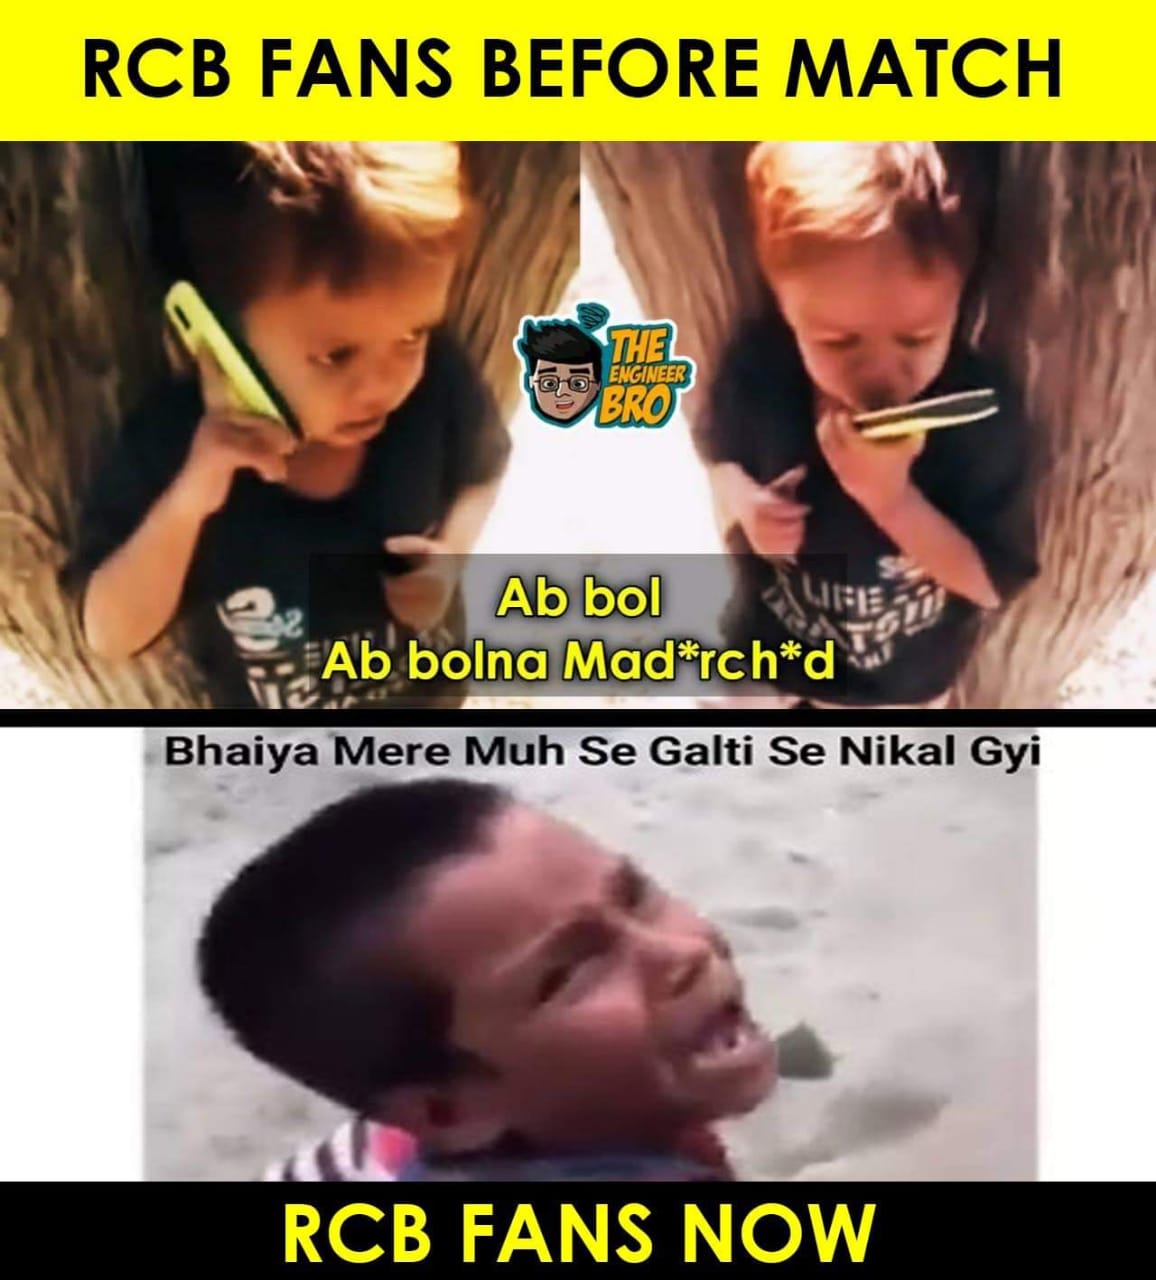 RCB FANS BEFORE MATCH
THE
ENGINEER
BRO
LIFE
Ab bol
Ab bolna Mad*rch*d
Bhaiya Mere Muh Se Galti Se Nikal Gyi
RCB FANS NOW